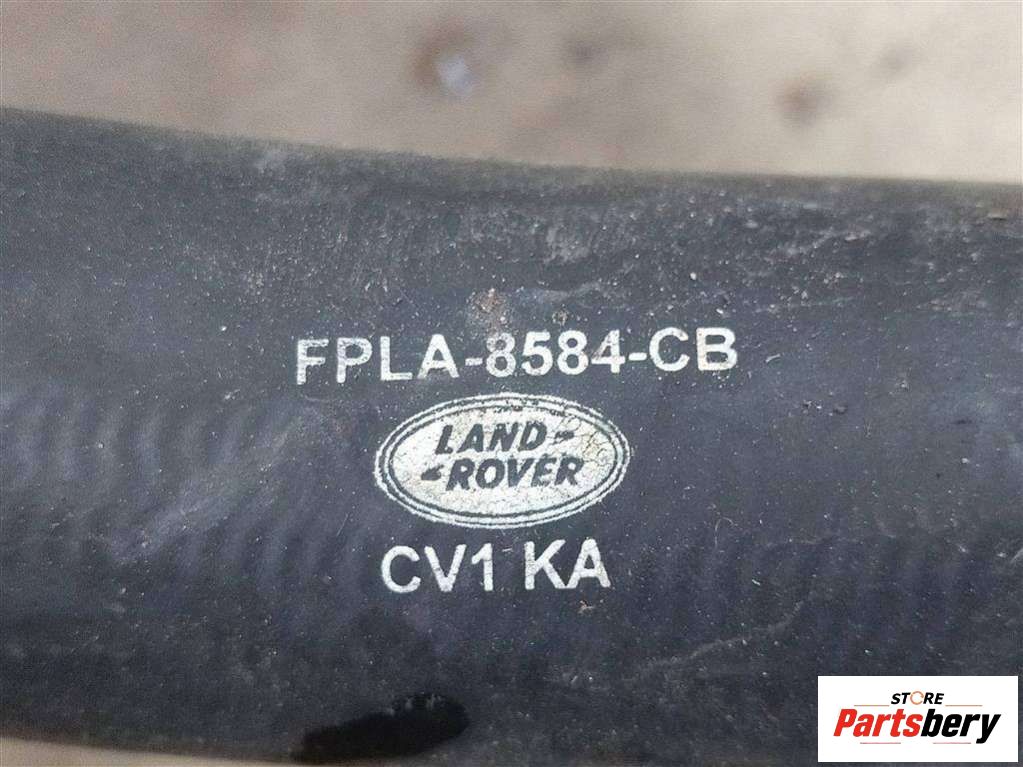 FPLA-8584-CB
LAND-
-ROVER
CV1 KA
STORE
Partsbery